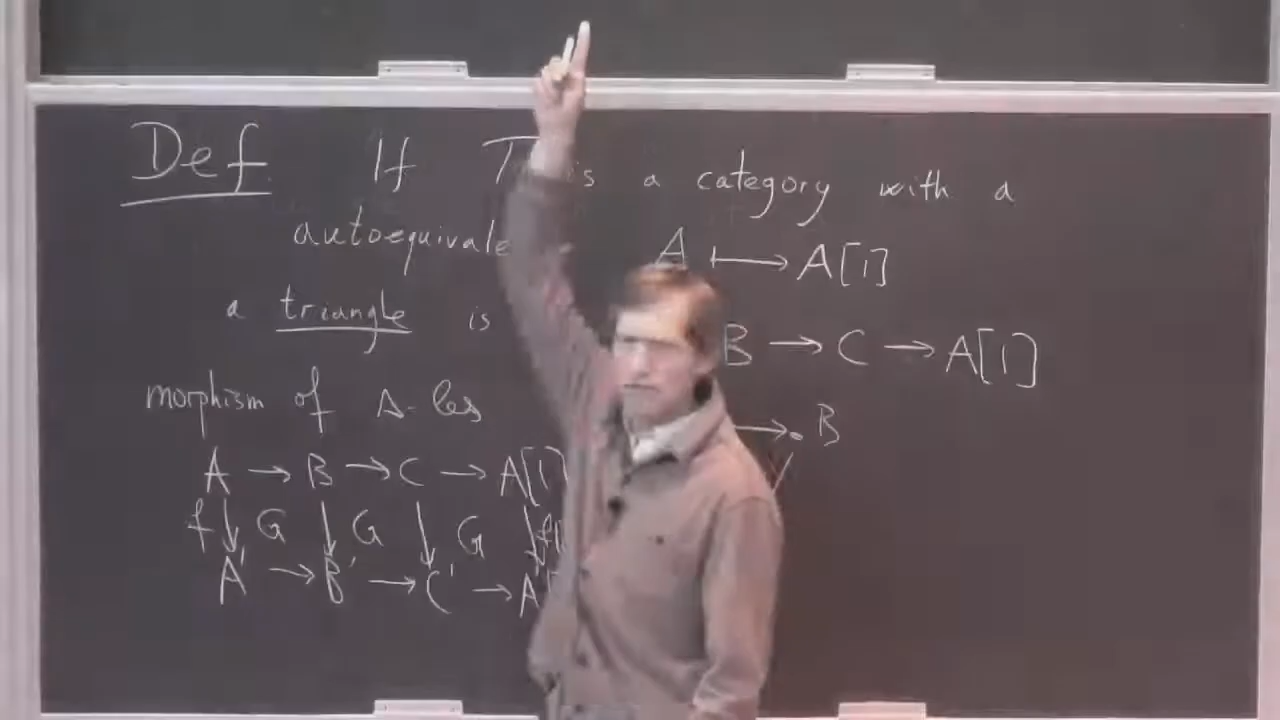 Def. If T is a category with a
autoequivale A ↦ A[1]
a triangle is B → C → A[1]
morphism of Δ-les → B
A → B → C → A[1]
f ↓ G ↓ G ↓ G ↓ f[
A' → B' → C' → A'